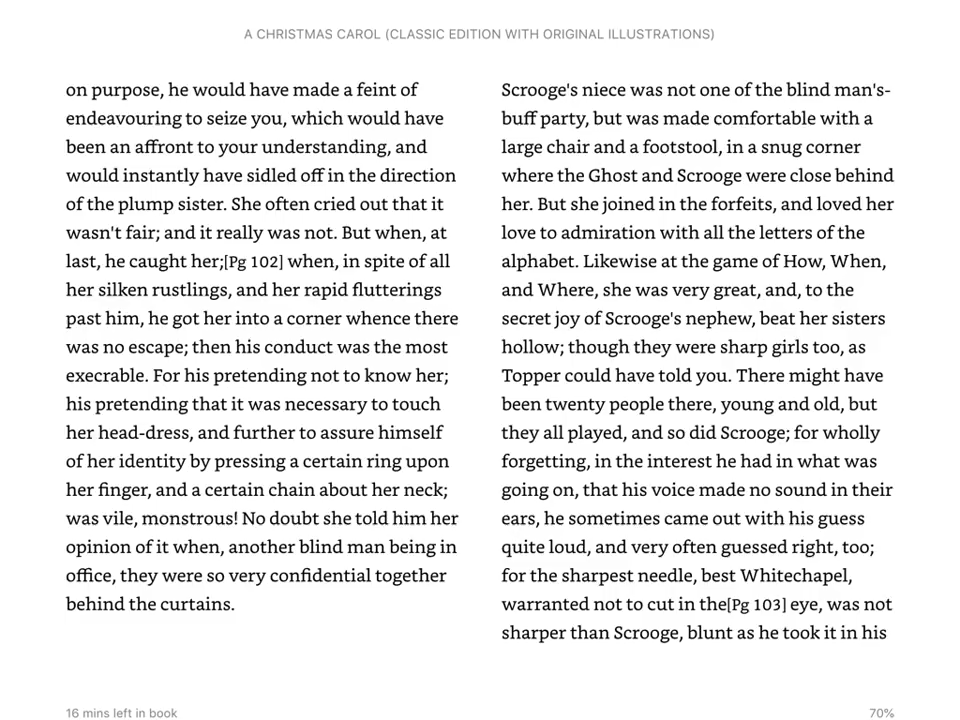 A CHRISTMAS CAROL (CLASSIC EDITION WITH ORIGINAL ILLUSTRATIONS)
on purpose, he would have made a feint of
endeavouring to seize you, which would have
been an affront to your understanding, and
would instantly have sidled off in the direction
of the plump sister. She often cried out that it
wasn't fair; and it really was not. But when, at
last, he caught her;[Pg 102] when, in spite of all
her silken rustlings, and her rapid flutterings
past him, he got her into a corner whence there
was no escape; then his conduct was the most
execrable. For his pretending not to know her;
his pretending that it was necessary to touch
her head-dress, and further to assure himself
of her identity by pressing a certain ring upon
her finger, and a certain chain about her neck;
was vile, monstrous! No doubt she told him her
opinion of it when, another blind man being in
office, they were so very confidential together
behind the curtains.
Scrooge's niece was not one of the blind man's-
buff party, but was made comfortable with a
large chair and a footstool, in a snug corner
where the Ghost and Scrooge were close behind
her. But she joined in the forfeits, and loved her
love to admiration with all the letters of the
alphabet. Likewise at the game of How, When,
and Where, she was very great, and, to the
secret joy of Scrooge's nephew, beat her sisters
hollow; though they were sharp girls too, as
Topper could have told you. There might have
been twenty people there, young and old, but
they all played, and so did Scrooge; for wholly
forgetting, in the interest he had in what was
going on, that his voice made no sound in their
ears, he sometimes came out with his guess
quite loud, and very often guessed right, too;
for the sharpest needle, best Whitechapel,
warranted not to cut in the[Pg 103] eye, was not
sharper than Scrooge, blunt as he took it in his
16 mins left in book
70%